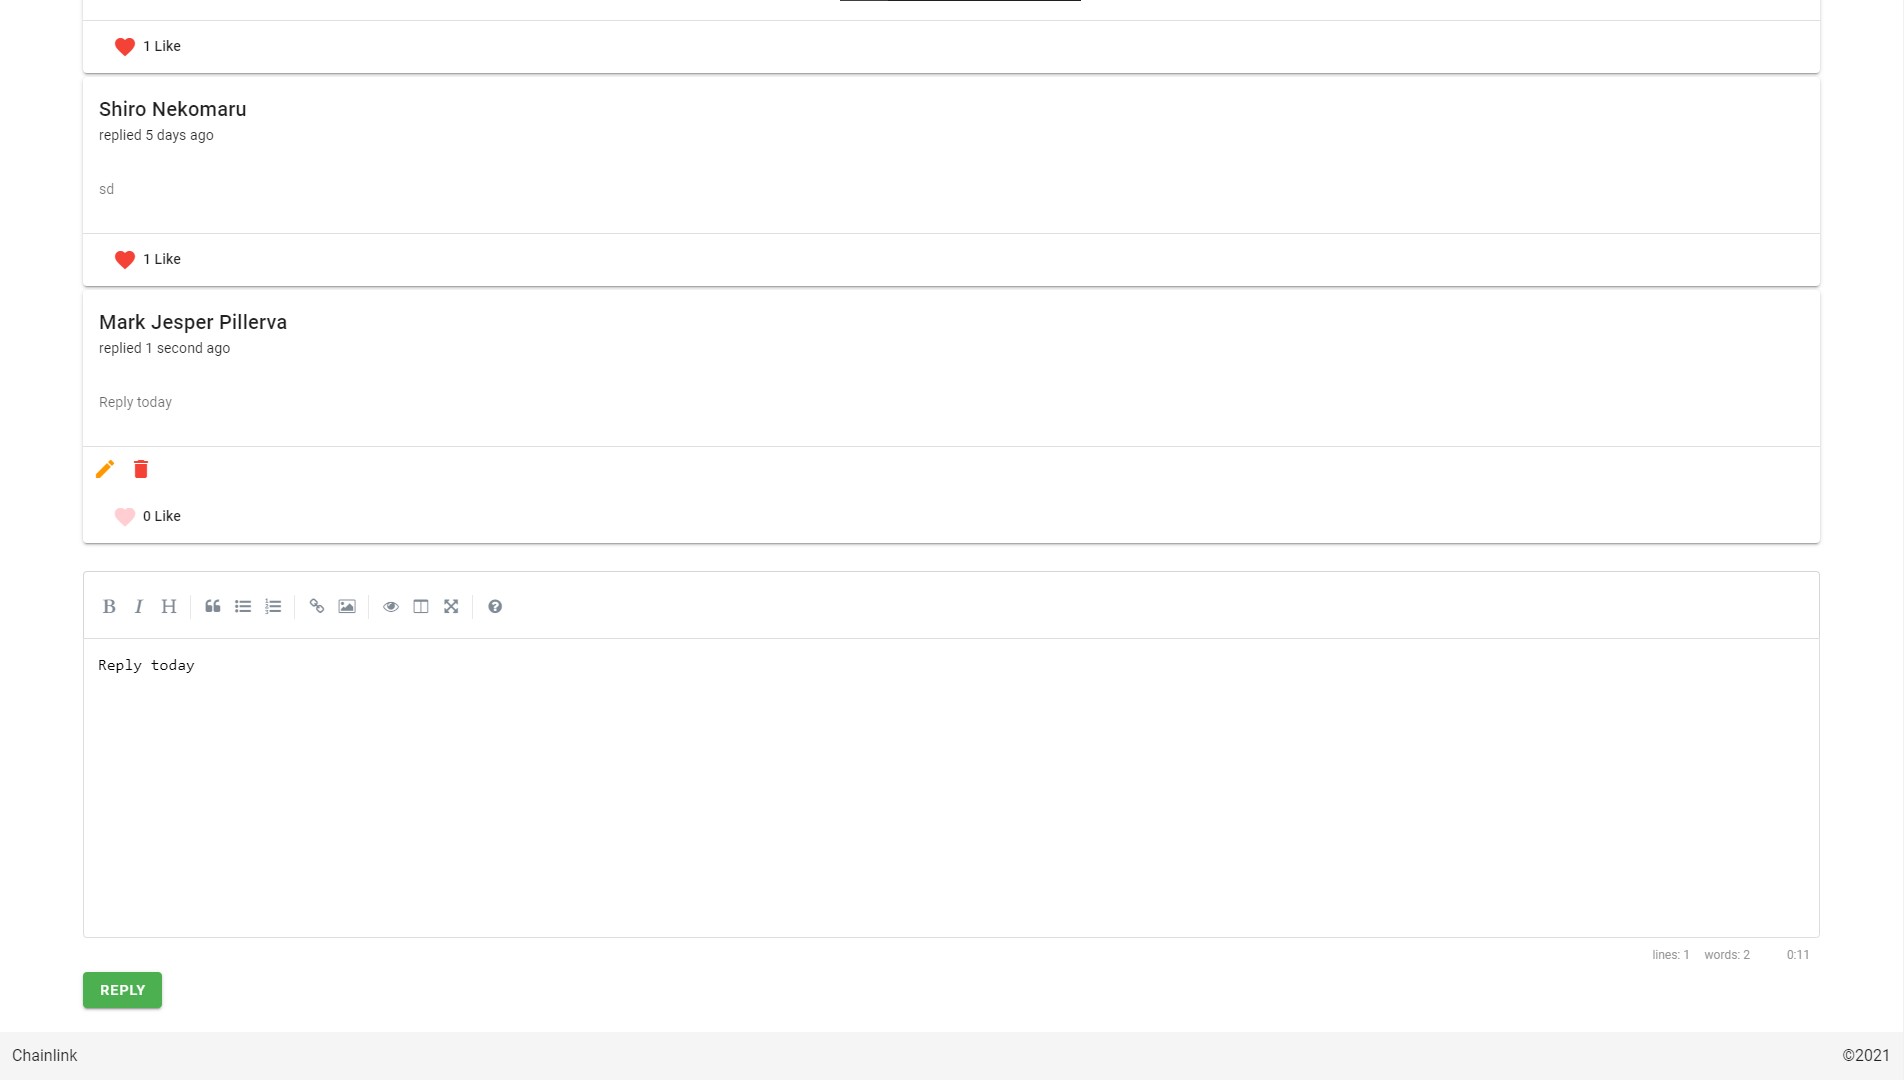 1 Like
Shiro Nekomaru
replied 5 days ago
sd
1 Like
Mark Jesper Pillerva
replied 1 second ago
Reply today
0 Like
B I H
Reply today
lines: 1 words: 2 0:11
REPLY
Chainlink ©2021